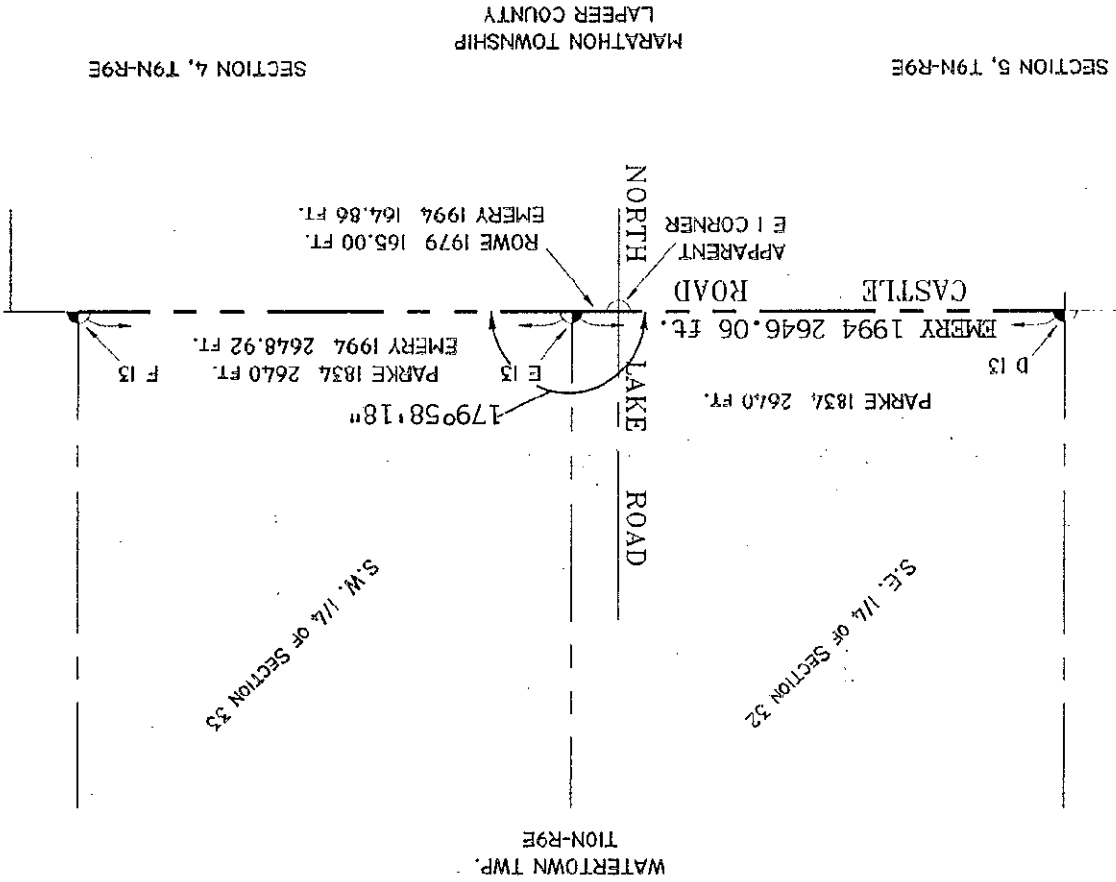 MARATHON TOWNSHIP
LAPEER COUNTY
SECTION 4, T9N-R9E
SECTION 5, T9N-R9E
ROWE 1979 165.00 FT.
EMERY 1994 164.86 FT.
APPARENT
E 1 CORNER
NORTH LAKE ROAD
CASTLE ROAD
EMERY 1994 2646.06 ft.
PARKE 1834 2640 FT.
EMERY 1994 2648.92 FT.
F 13
E 13
D 13
PARKE 1834 2640 FT.
179°58'18"
S.W. 1/4 OF SECTION 33
S.E. 1/4 OF SECTION 32
WATERTOWN TWP.
T10N-R9E